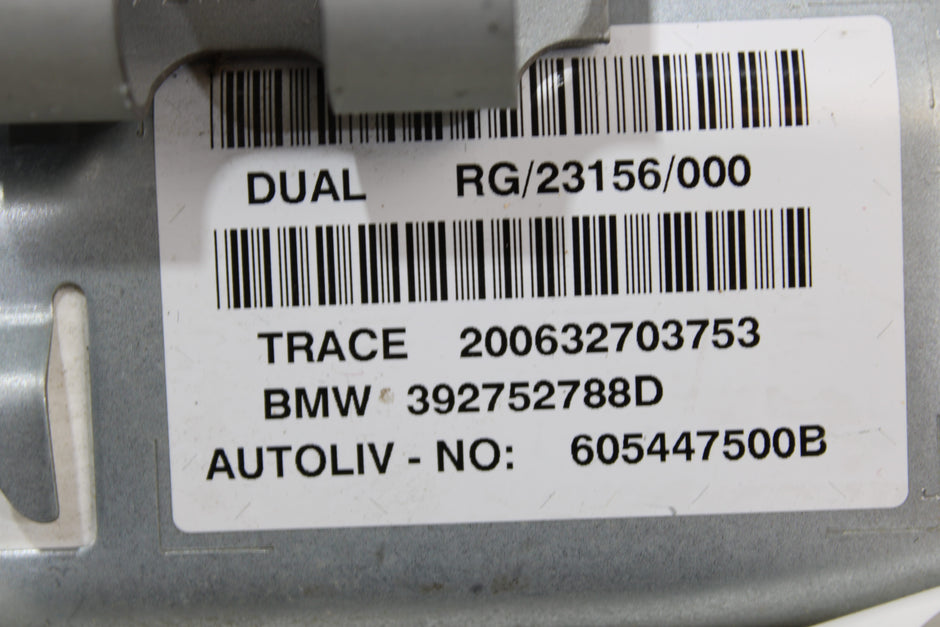 DUAL RG/23156/000
TRACE 200632703753
BMW 392752788D
AUTOLIV - NO: 605447500B